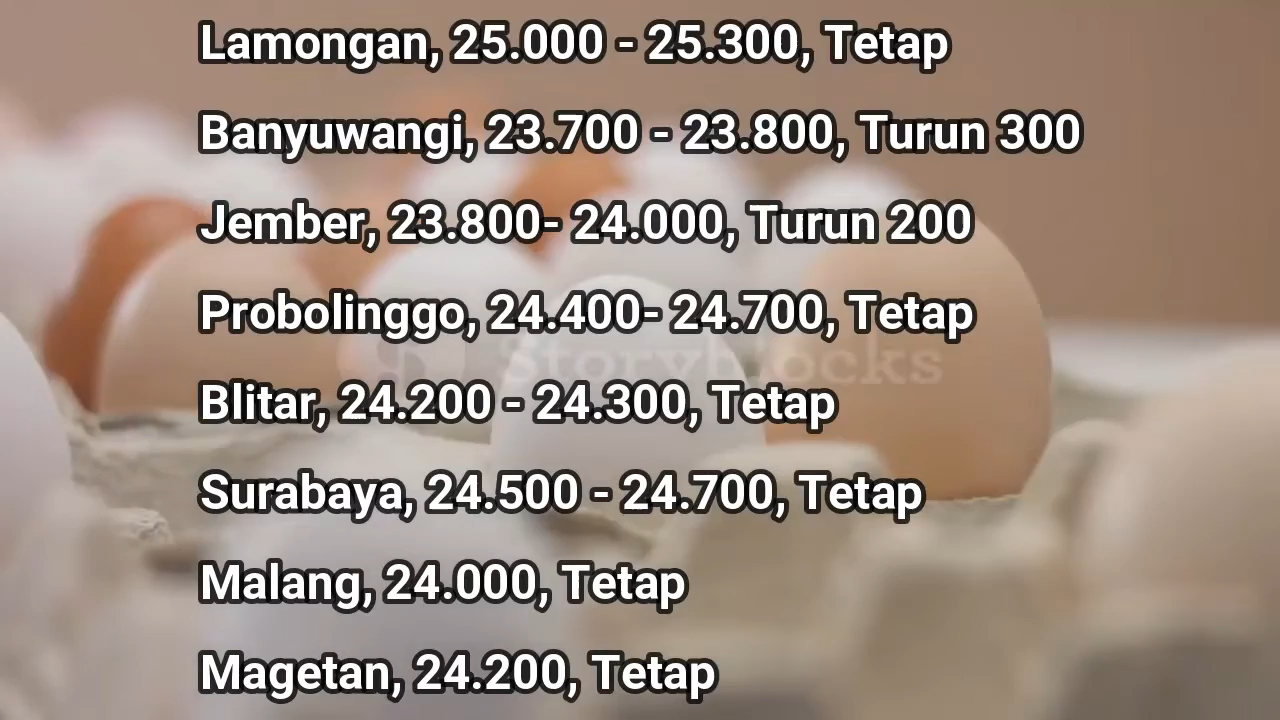 Lamongan, 25.000 - 25.300, Tetap
Banyuwangi, 23.700 - 23.800, Turun 300
Jember, 23.800- 24.000, Turun 200
Probolinggo, 24.400- 24.700, Tetap
Storyblocks
Blitar, 24.200 - 24.300, Tetap
Surabaya, 24.500 - 24.700, Tetap
Malang, 24.000, Tetap
Magetan, 24.200, Tetap